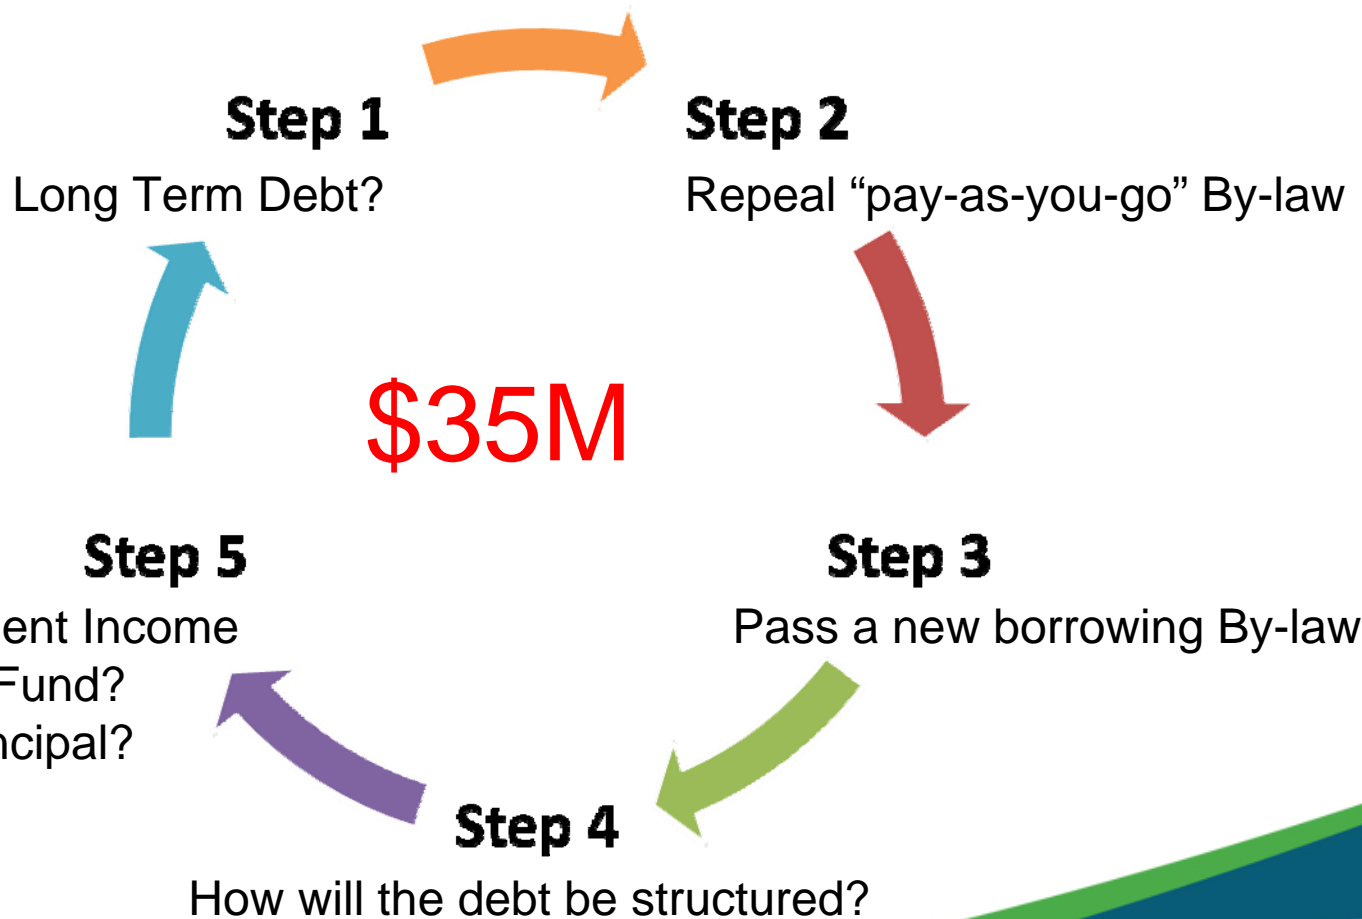 Step 1
Long Term Debt?
Step 2
Repeal “pay-as-you-go” By-law
$35M
Step 3
Pass a new borrowing By-law
Step 4
How will the debt be structured?
Step 5
ent Income
Fund?
ncipal?